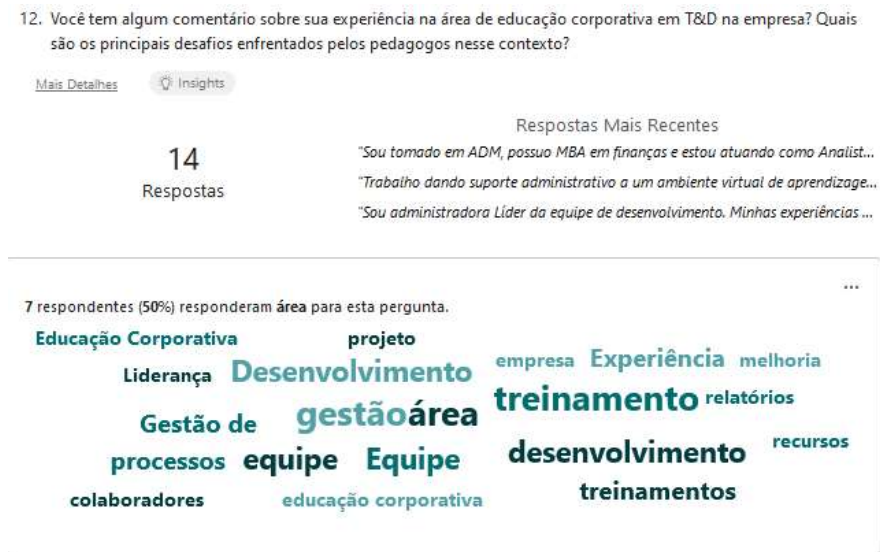 12. Você tem algum comentário sobre sua experiência na área de educação corporativa em T&D na empresa? Quais
são os principais desafios enfrentados pelos pedagogos nesse contexto?
Mais Detalhes
Insights
14
Respostas
Respostas Mais Recentes
"Sou tomado em ADM, possuo MBA em finanças e estou atuando como Analist...
"Trabalho dando suporte administrativo a um ambiente virtual de aprendizage...
"Sou administradora Líder da equipe de desenvolvimento. Minhas experiências ...
...
7 respondentes (50%) responderam área para esta pergunta.
Educação Corporativa projeto
empresa Experiência melhoria
Liderança Desenvolvimento
treinamento relatórios
Gestão de gestão área
processos equipe Equipe desenvolvimento recursos
colaboradores educação corporativa treinamentos